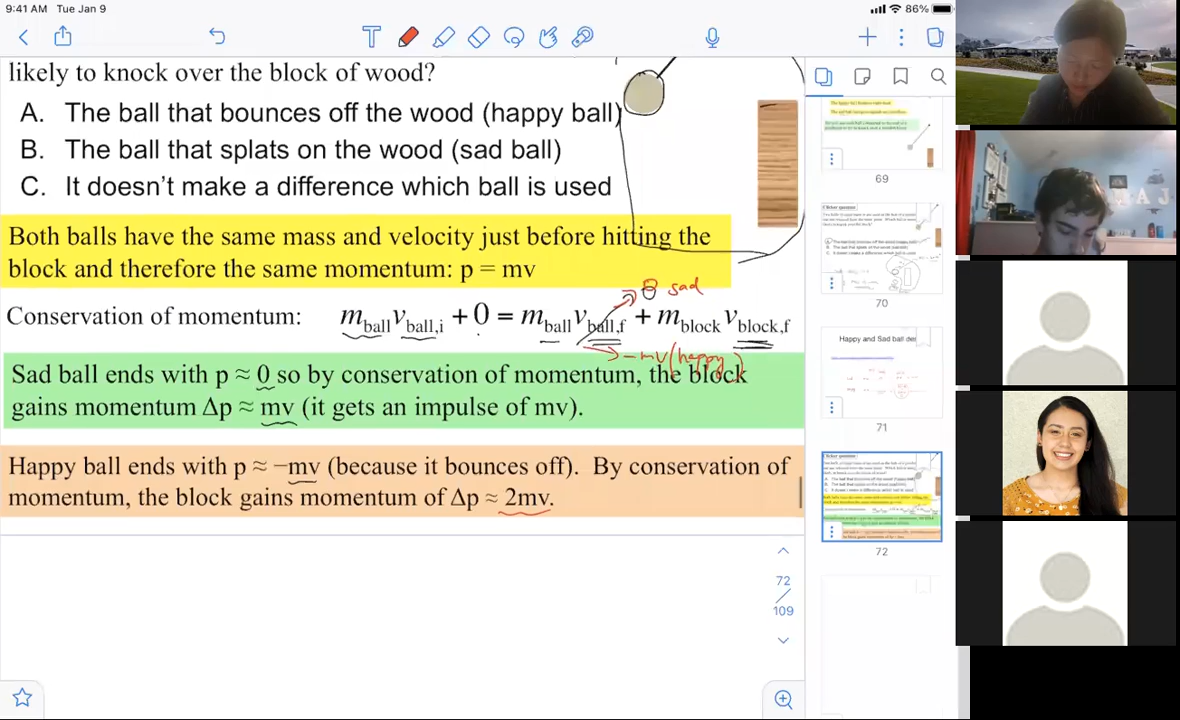 9:41 AM Tue Jan 9
86%
likely to knock over the block of wood?
A. The ball that bounces off the wood (happy ball)
B. The ball that splats on the wood (sad ball)
C. It doesn't make a difference which ball is used
Both balls have the same mass and velocity just before hitting the
block and therefore the same momentum: p = mv
θ sad
Conservation of momentum: m_ball v_ball,i + 0 = m_ball v_ball,f + m_block v_block,f
-mv (happy)
Sad ball ends with p ≈ 0 so by conservation of momentum, the block
gains momentum Δp ≈ mv (it gets an impulse of mv).
Happy ball ends with p ≈ −mv (because it bounces off). By conservation of
momentum, the block gains momentum of Δp ≈ 2mv.
72
109
69
70
Happy and Sad ball
71
72
M A J